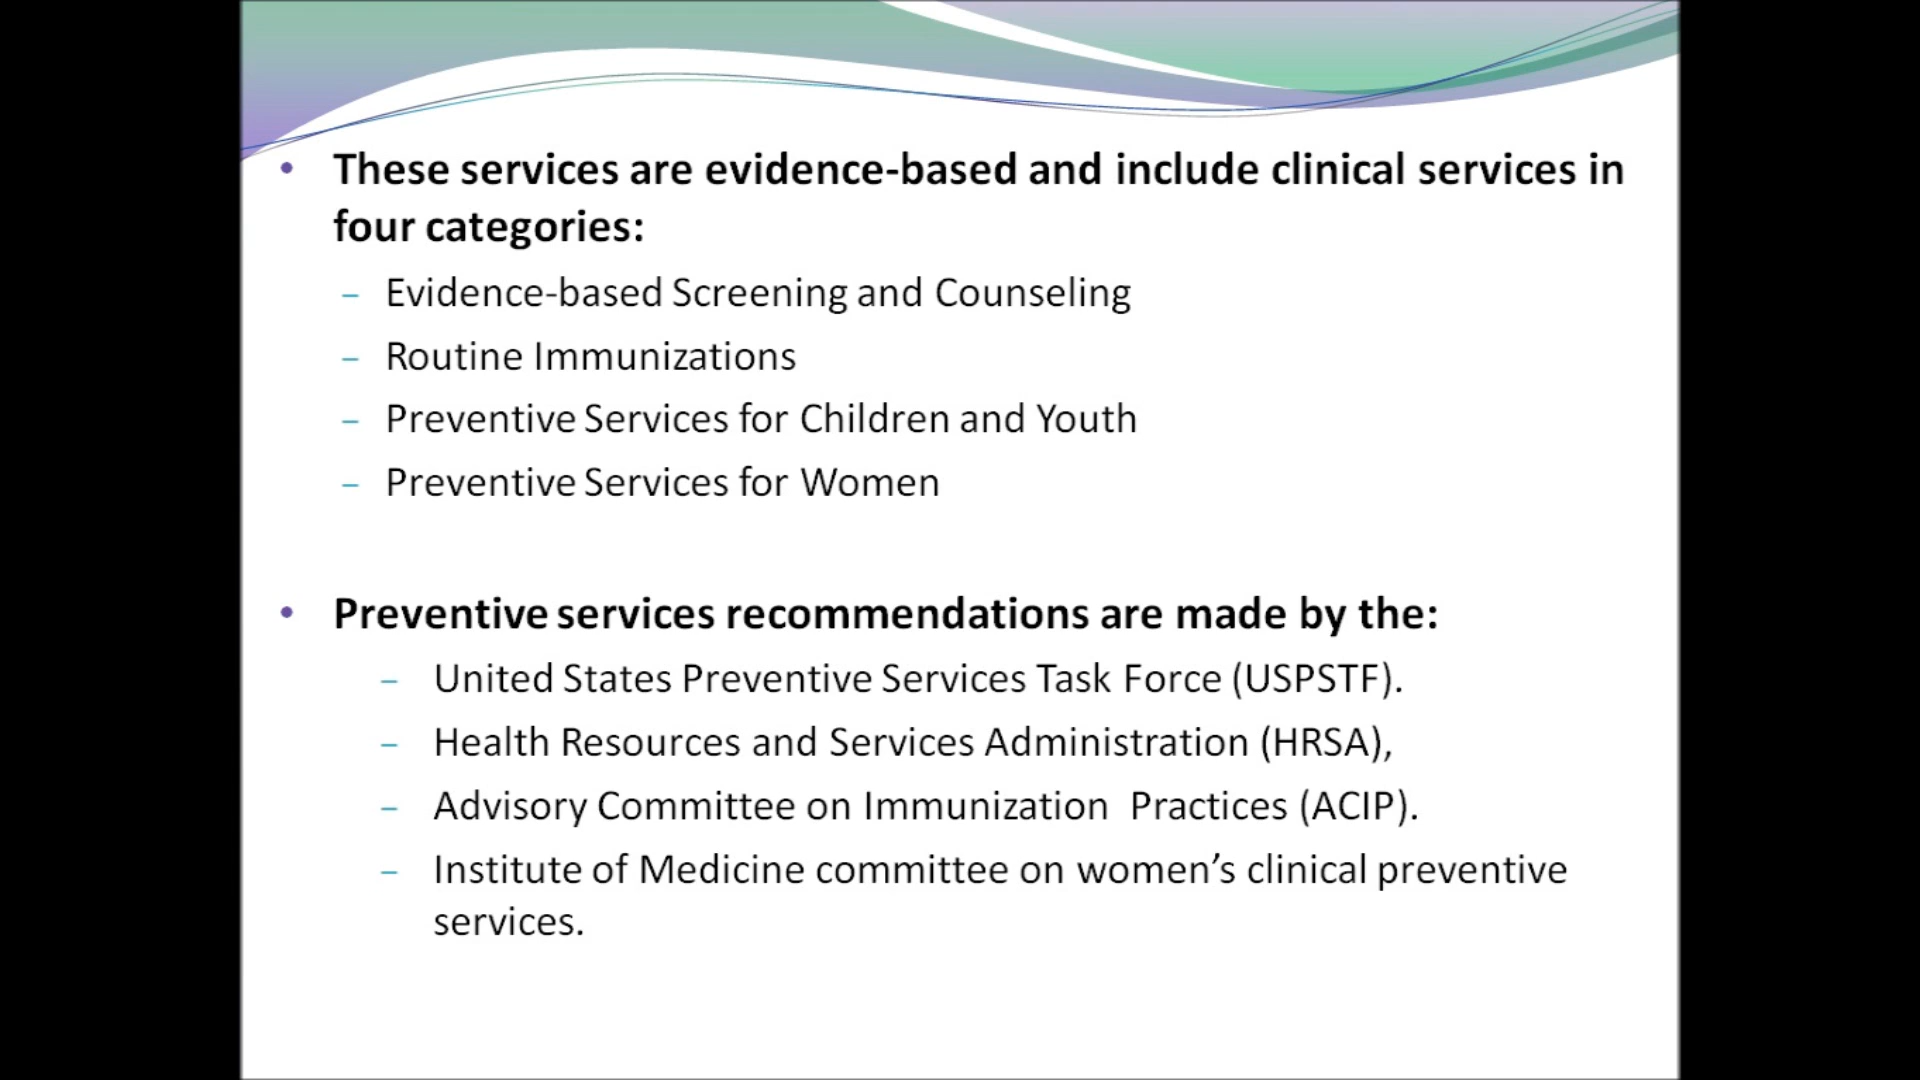 • These services are evidence-based and include clinical services in
four categories:
– Evidence-based Screening and Counseling
– Routine Immunizations
– Preventive Services for Children and Youth
– Preventive Services for Women
• Preventive services recommendations are made by the:
– United States Preventive Services Task Force (USPSTF).
– Health Resources and Services Administration (HRSA),
– Advisory Committee on Immunization  Practices (ACIP).
– Institute of Medicine committee on women’s clinical preventive
services.